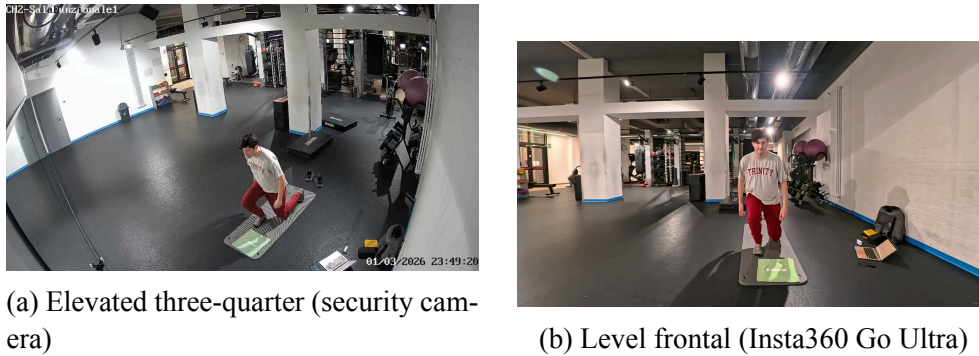 CH2-SalFunzionale1
TRINITY
01/03/2026 23:49:20
(a) Elevated three-quarter (security cam-
era)
TRINITY
(b) Level frontal (Insta360 Go Ultra)